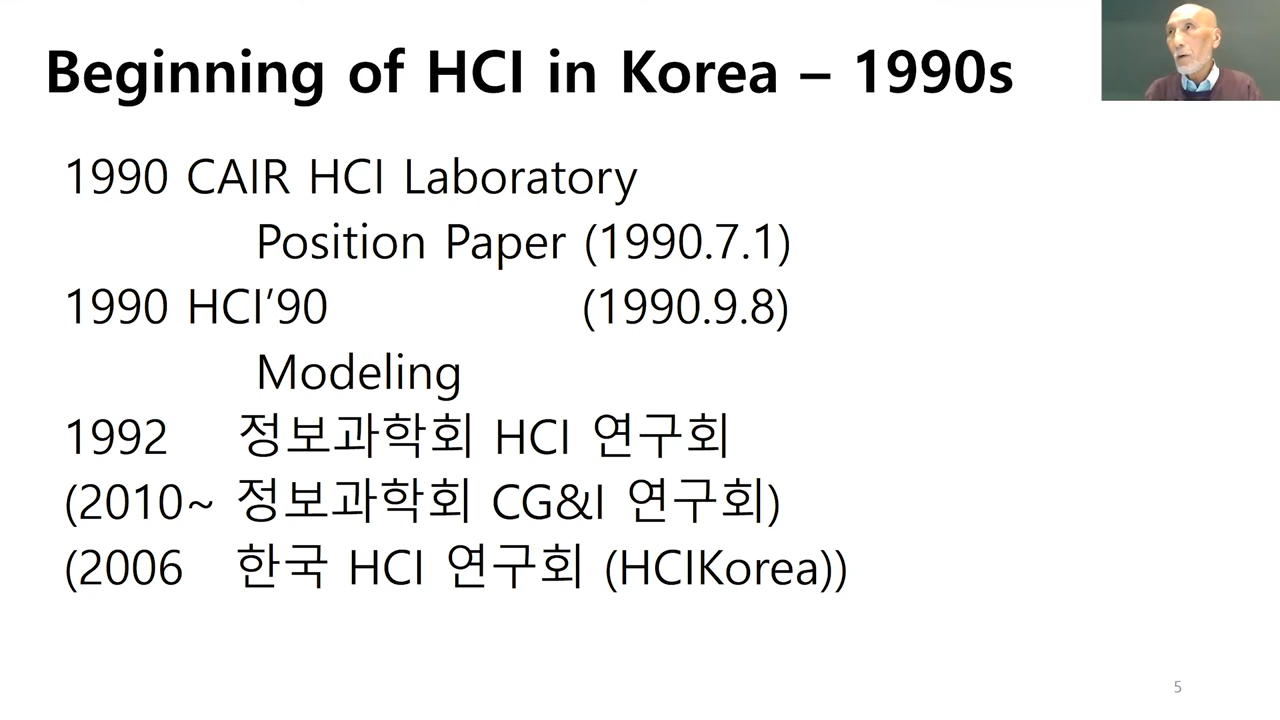 Beginning of HCI in Korea – 1990s
1990 CAIR HCI Laboratory
Position Paper (1990.7.1)
1990 HCI’90 (1990.9.8)
Modeling
1992 정보과학회 HCI 연구회
(2010~ 정보과학회 CG&I 연구회)
(2006 한국 HCI 연구회 (HCIKorea))
5